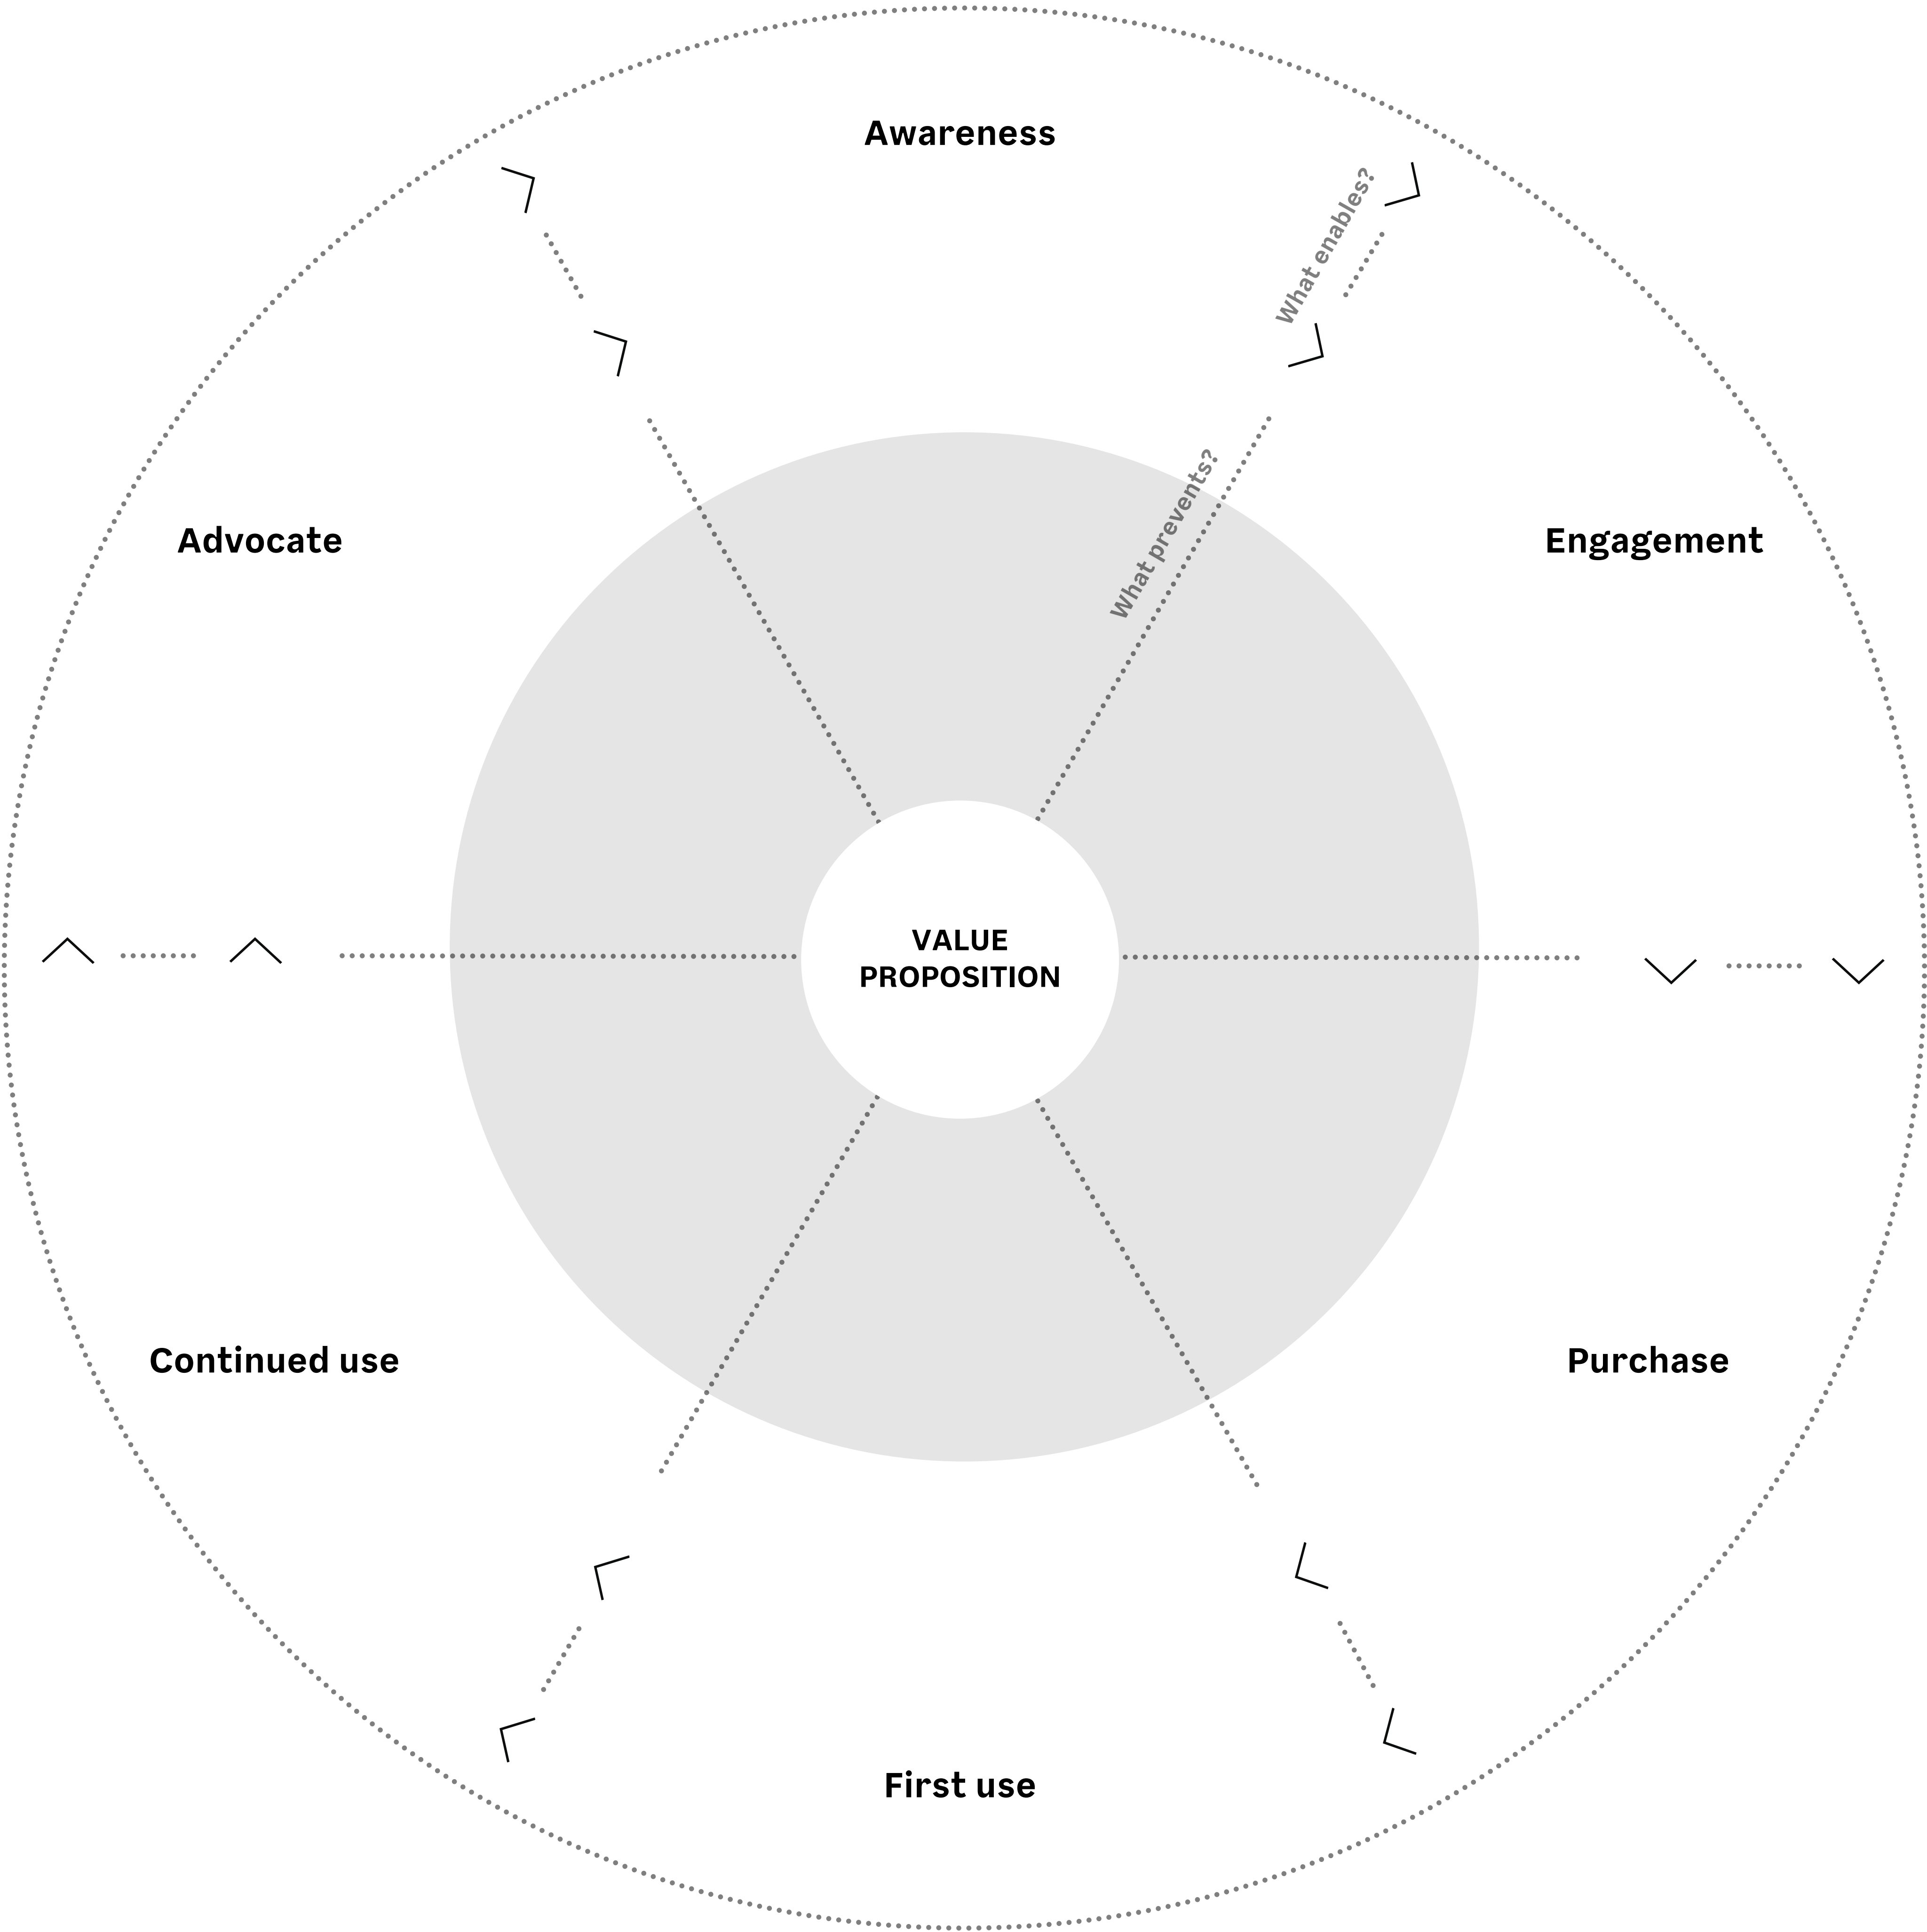 Awareness
What enables?
What prevents?
Advocate
Engagement
VALUE
PROPOSITION
Continued use
Purchase
First use